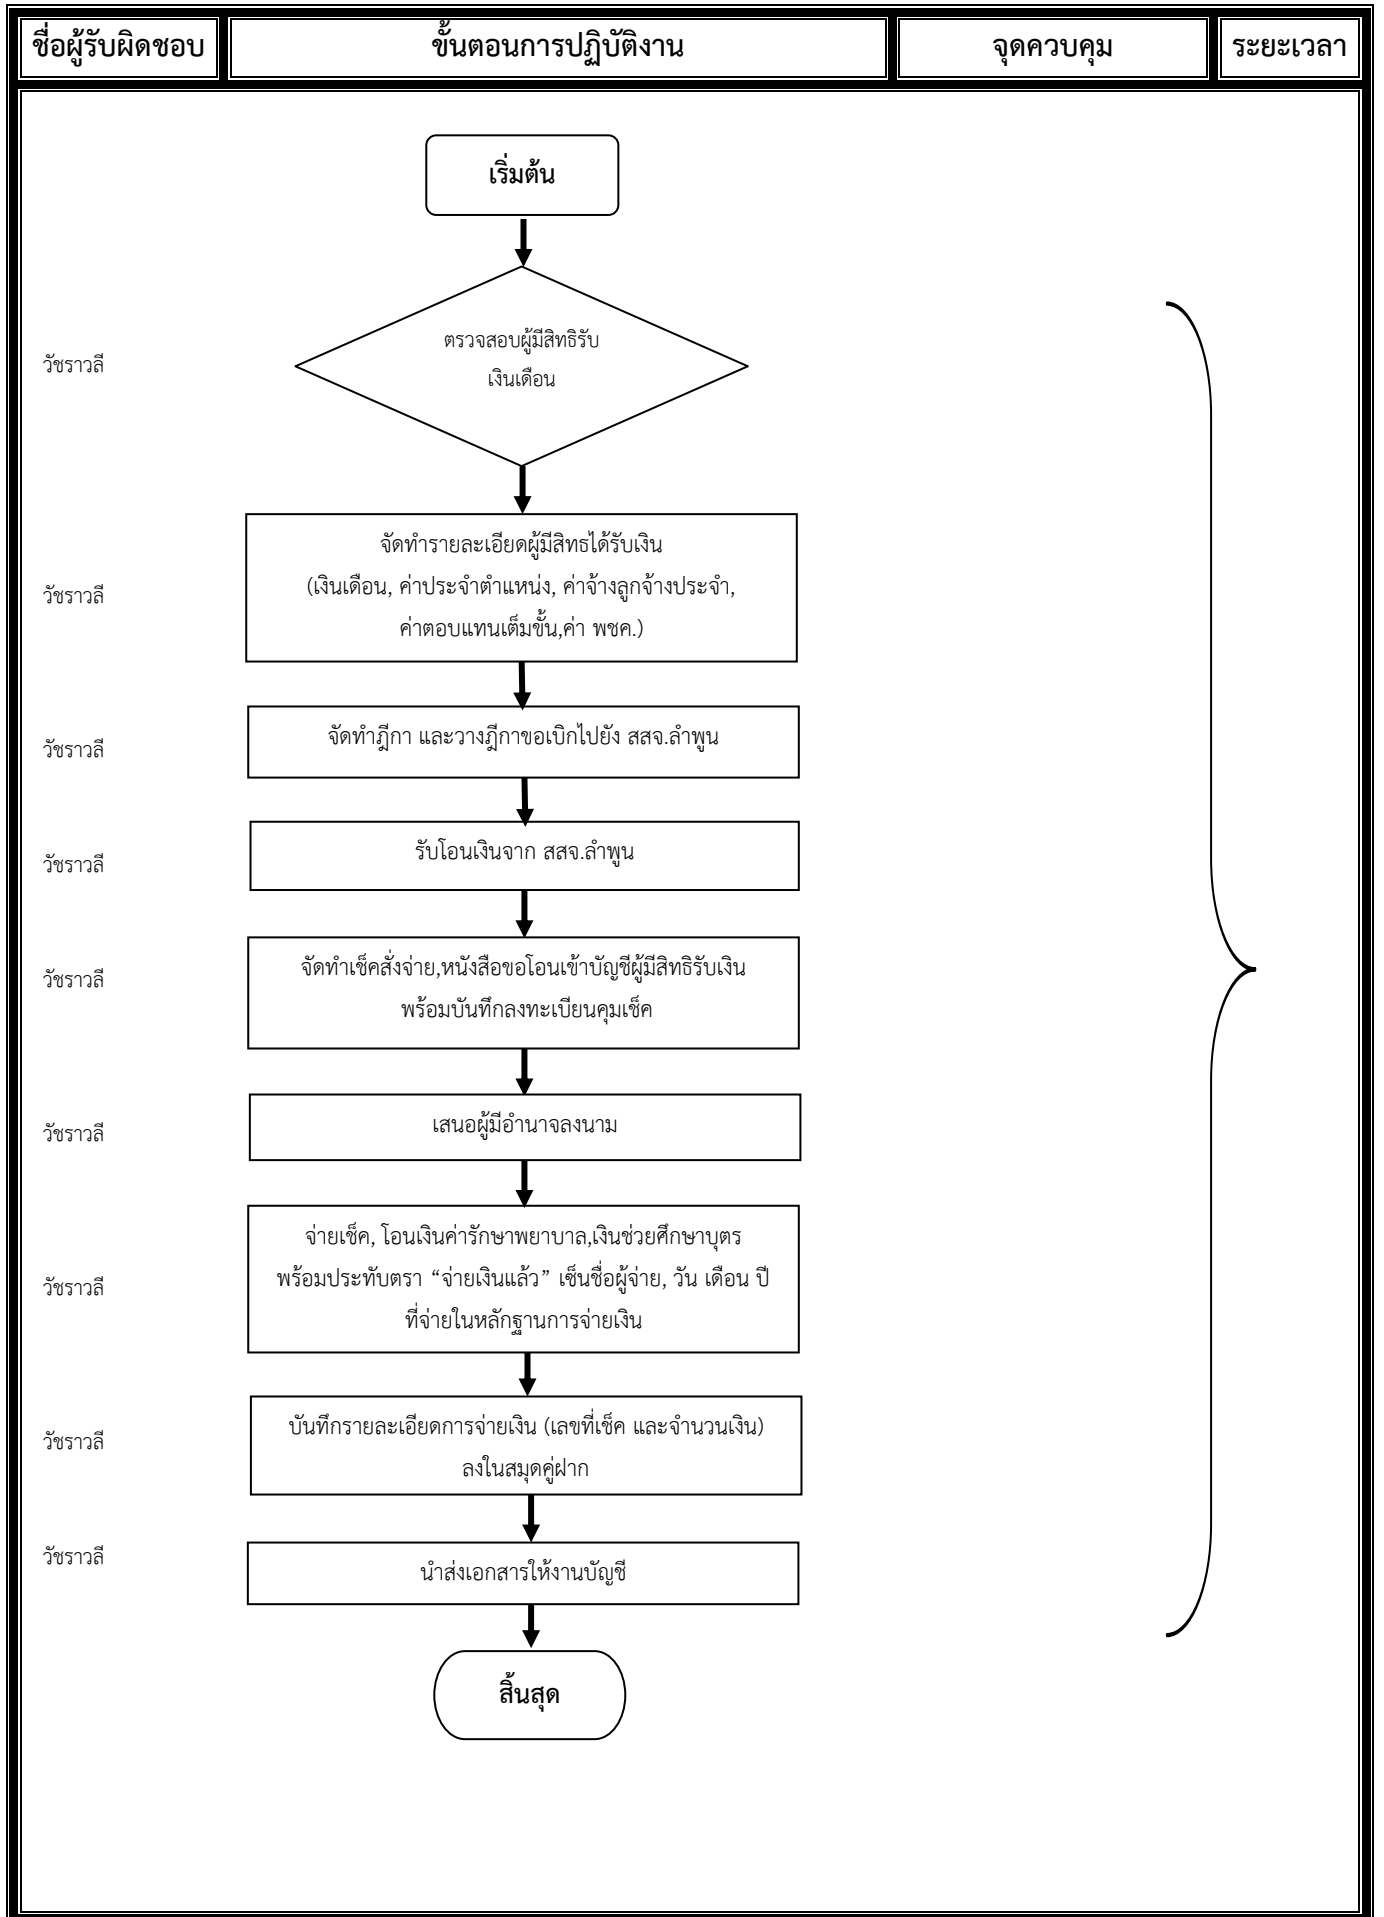 ชื่อผู้รับผิดชอบ
ขั้นตอนการปฏิบัติงาน
จุดควบคุม
ระยะเวลา
เริ่มต้น
วัชราวลี
ตรวจสอบผู้มีสิทธิรับ
เงินเดือน
วัชราวลี
จัดทำรายละเอียดผู้มีสิทธได้รับเงิน
(เงินเดือน, ค่าประจำตำแหน่ง, ค่าจ้างลูกจ้างประจำ,
ค่าตอบแทนเต็มขั้น,ค่า พชค.)
วัชราวลี
จัดทำฎีกา และวางฎีกาขอเบิกไปยัง สสจ.ลำพูน
วัชราวลี
รับโอนเงินจาก สสจ.ลำพูน
วัชราวลี
จัดทำเช็คสั่งจ่าย,หนังสือขอโอนเข้าบัญชีผู้มีสิทธิรับเงิน
พร้อมบันทึกลงทะเบียนคุมเช็ค
วัชราวลี
เสนอผู้มีอำนาจลงนาม
วัชราวลี
จ่ายเช็ค, โอนเงินค่ารักษาพยาบาล,เงินช่วยศึกษาบุตร
พร้อมประทับตรา “จ่ายเงินแล้ว” เซ็นชื่อผู้จ่าย, วัน เดือน ปี
ที่จ่ายในหลักฐานการจ่ายเงิน
วัชราวลี
บันทึกรายละเอียดการจ่ายเงิน (เลขที่เช็ค และจำนวนเงิน)
ลงในสมุดคู่ฝาก
วัชราวลี
นำส่งเอกสารให้งานบัญชี
สิ้นสุด